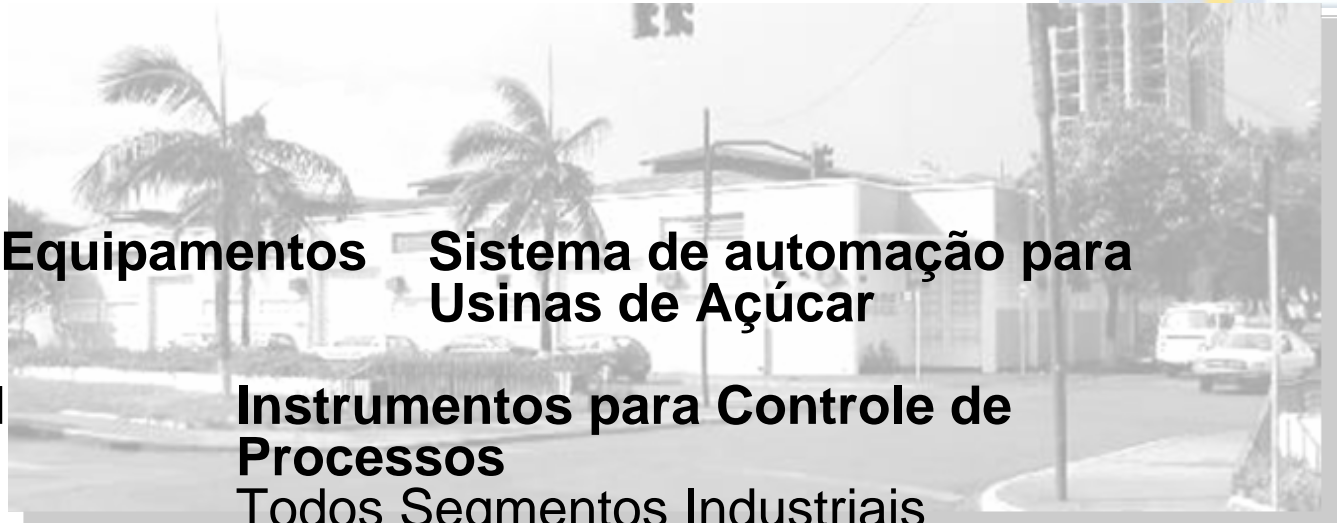 Equipamentos Sistema de automação para
Usinas de Açúcar
Instrumentos para Controle de
Processos
Todos Segmentos Industriais